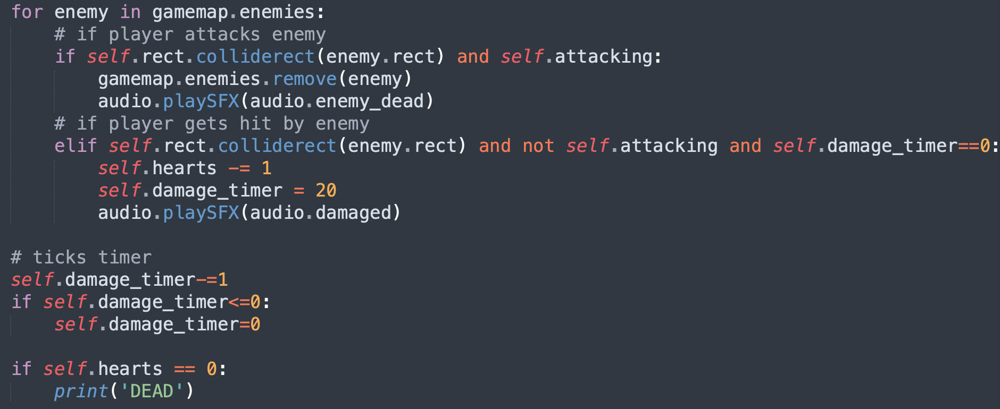 for enemy in gamemap.enemies:
    # if player attacks enemy
    if self.rect.colliderect(enemy.rect) and self.attacking:
        gamemap.enemies.remove(enemy)
        audio.playSFX(audio.enemy_dead)
    # if player gets hit by enemy
    elif self.rect.colliderect(enemy.rect) and not self.attacking and self.damage_timer==0:
        self.hearts -= 1
        self.damage_timer = 20
        audio.playSFX(audio.damaged)

# ticks timer
self.damage_timer-=1
if self.damage_timer<=0:
    self.damage_timer=0

if self.hearts == 0:
    print('DEAD')